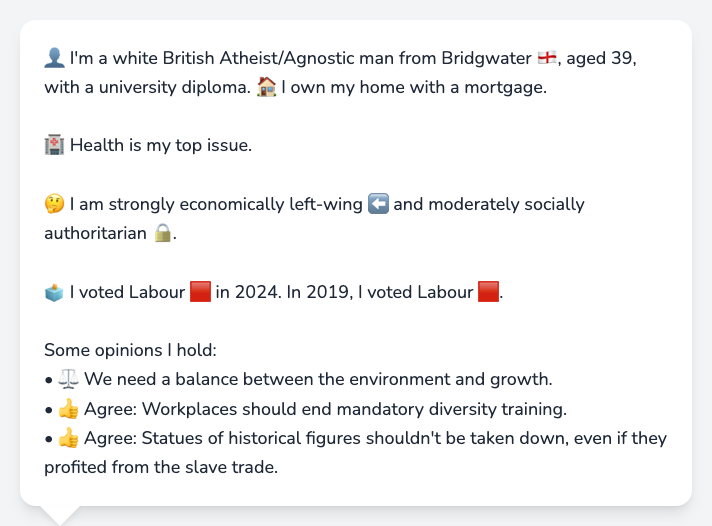 👤 I'm a white British Atheist/Agnostic man from Bridgwater 🏴󠁧󠁢󠁥󠁮󠁧󠁿, aged 39,
with a university diploma. 🏠 I own my home with a mortgage.
🏥 Health is my top issue.
🤔 I am strongly economically left-wing ⬅️ and moderately socially
authoritarian 🔒.
🗳️ I voted Labour 🟥 in 2024. In 2019, I voted Labour 🟥.
Some opinions I hold:
• ⚖️ We need a balance between the environment and growth.
• 👍 Agree: Workplaces should end mandatory diversity training.
• 👍 Agree: Statues of historical figures shouldn't be taken down, even if they
profited from the slave trade.